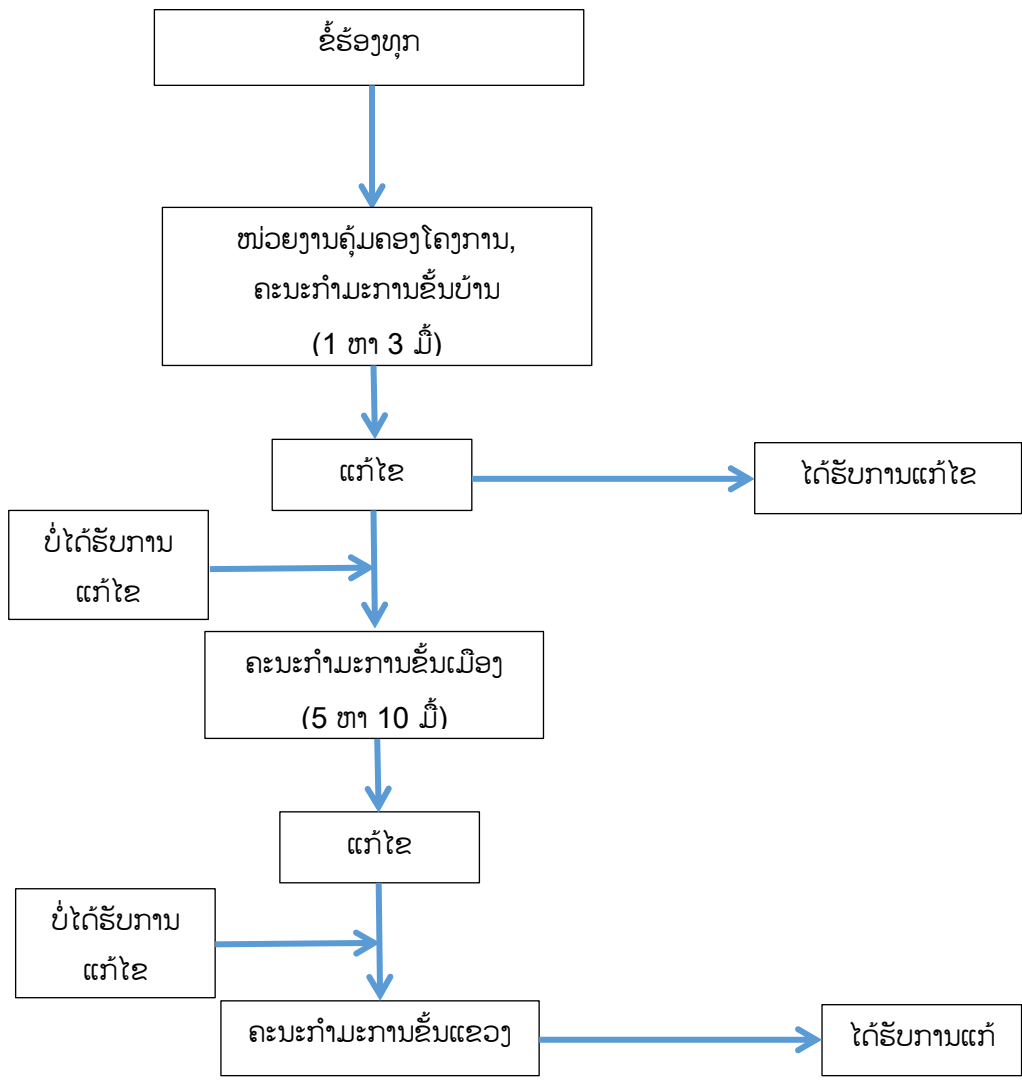 ຂໍ້ຮ້ອງທຸກ
ໜ່ວຍງານຄຸ້ມຄອງໂຄງການ,
ຄະນະກຳມະການຂັ້ນບ້ານ
(1 ຫາ 3 ມື້)
ແກ້ໄຂ
ໄດ້ຮັບການແກ້ໄຂ
ບໍ່ໄດ້ຮັບການ
ແກ້ໄຂ
ຄະນະກຳມະການຂັ້ນເມືອງ
(5 ຫາ 10 ມື້)
ແກ້ໄຂ
ບໍ່ໄດ້ຮັບການ
ແກ້ໄຂ
ຄະນະກຳມະການຂັ້ນແຂວງ
ໄດ້ຮັບການແກ້